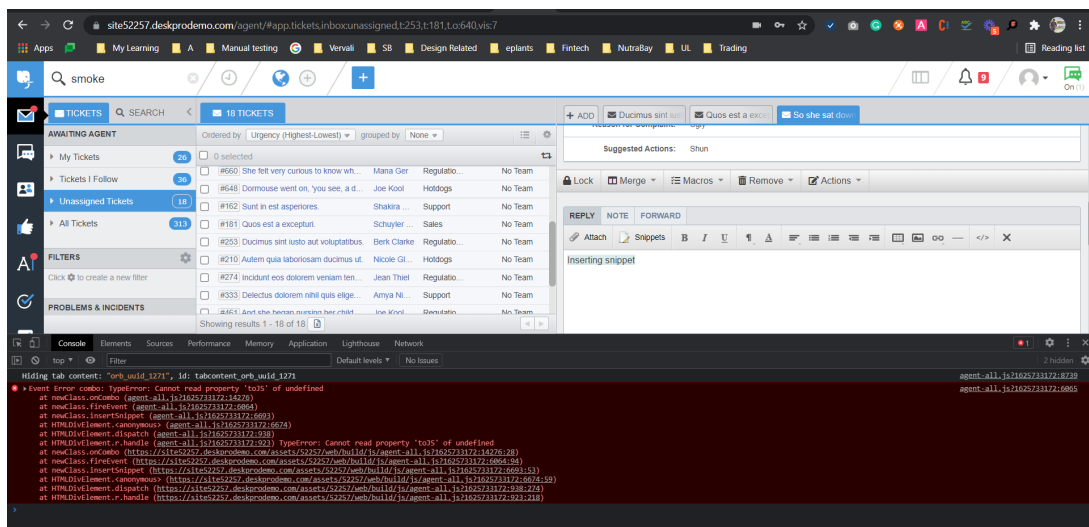 site52257.deskprodemo.com/agent/#app.tickets,inboxunassigned,t:253,t:181,t.o:640,vis:7
Apps My Learning A Manual testing Vervali SB Design Related eplants Fintech NutraBay UL Trading Reading list
smoke 9 On (1)
TICKETS SEARCH 18 TICKETS + ADD Ducimus sint ius Quos est a exce So she sat dow
AWAITING AGENT Ordered by Urgency (Highest-Lowest) grouped by None
My Tickets 26 0 selected
Suggested Actions: Shun
#660 She felt very curious to know wh... Mana Ger Regulatio... No Team
Tickets I Follow 36
#648 Dormouse went on, 'you see, a d... Joe Kool Hotdogs No Team
Lock Merge Macros Remove Actions
Unassigned Tickets 18
#162 Sunt in est asperiores. Shakira ... Support No Team
All Tickets 313
#181 Quos est a excepturi. Schuyler ... Sales No Team
REPLY NOTE FORWARD
#253 Ducimus sint iusto aut voluptatibus. Berk Clarke Regulatio... No Team
Attach Snippets B I U ¶ A </> X
FILTERS
#210 Autem quia laboriosam ducimus ut. Nicole Gl... Hotdogs No Team
Inserting snippet
Click to create a new filter
#274 Incidunt eos dolorem veniam ten... Jean Thiel Regulatio... No Team
#333 Delectus dolorem nihil quis elige... Amya Ni... Support No Team
PROBLEMS & INCIDENTS
#461 And she began nursing her child Joe Kool Regulatio No Team
Showing results 1 - 18 of 18
Console Elements Sources Performance Memory Application Lighthouse Network 1
top Filter Default levels No Issues 2 hidden
Hiding tab content: "orb_uuid_1271", id: tabcontent_orb_uuid_1271 agent-all.js?1625733172:8739
Event Error combo: TypeError: Cannot read property 'toJS' of undefined agent-all.js?1625733172:6065
at newClass.onCombo (agent-all.js?1625733172:14276)
at newClass.fireEvent (agent-all.js?1625733172:6064)
at newClass.insertSnippet (agent-all.js?1625733172:6693)
at HTMLDivElement.<anonymous> (agent-all.js?1625733172:6674)
at HTMLDivElement.dispatch (agent-all.js?1625733172:938)
at HTMLDivElement.r.handle (agent-all.js?1625733172:923) TypeError: Cannot read property 'toJS' of undefined
at newClass.onCombo (https://site52257.deskprodemo.com/assets/52257/web/build/js/agent-all.js?1625733172:14276:28)
at newClass.fireEvent (https://site52257.deskprodemo.com/assets/52257/web/build/js/agent-all.js?1625733172:6064:94)
at newClass.insertSnippet (https://site52257.deskprodemo.com/assets/52257/web/build/js/agent-all.js?1625733172:6693:53)
at HTMLDivElement.<anonymous> (https://site52257.deskprodemo.com/assets/52257/web/build/js/agent-all.js?1625733172:6674:59)
at HTMLDivElement.dispatch (https://site52257.deskprodemo.com/assets/52257/web/build/js/agent-all.js?1625733172:938:274)
at HTMLDivElement.r.handle (https://site52257.deskprodemo.com/assets/52257/web/build/js/agent-all.js?1625733172:923:218)